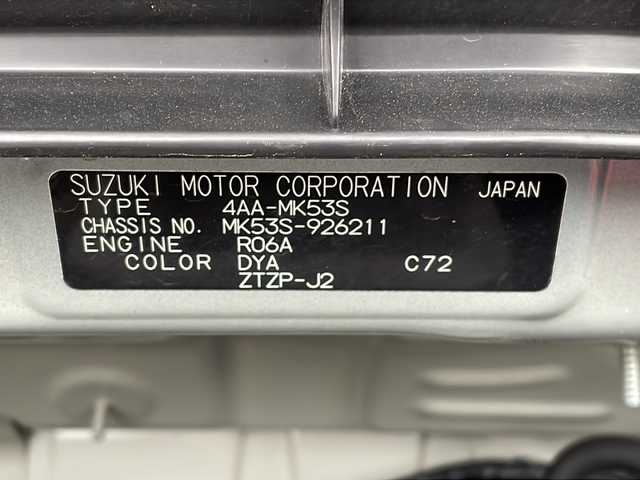 SUZUKI MOTOR CORPORATION JAPAN
TYPE 4AA-MK53S
CHASSIS NO. MK53S-926211
ENGINE R06A
COLOR DYA C72
ZTZP-J2